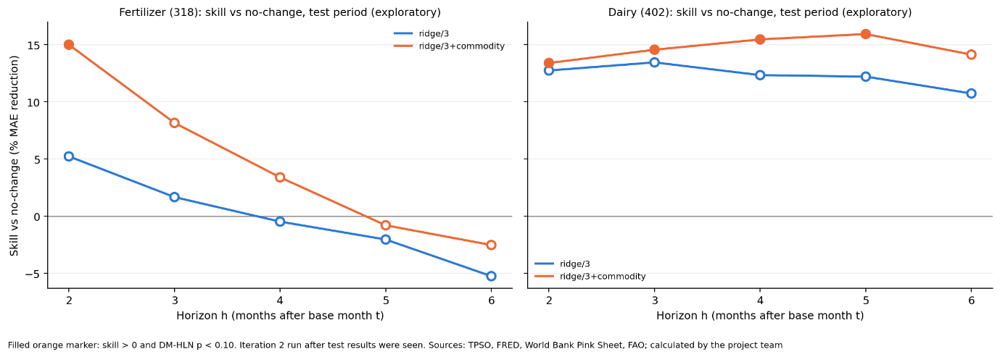 Fertilizer (318): skill vs no-change, test period (exploratory)
ridge/3
ridge/3+commodity
Skill vs no-change (% MAE reduction)
15
10
5
0
−5
2 3 4 5 6
Horizon h (months after base month t)
Dairy (402): skill vs no-change, test period (exploratory)
ridge/3
ridge/3+commodity
2 3 4 5 6
Horizon h (months after base month t)
Filled orange marker: skill > 0 and DM-HLN p < 0.10. Iteration 2 run after test results were seen. Sources: TPSO, FRED, World Bank Pink Sheet, FAO; calculated by the project team